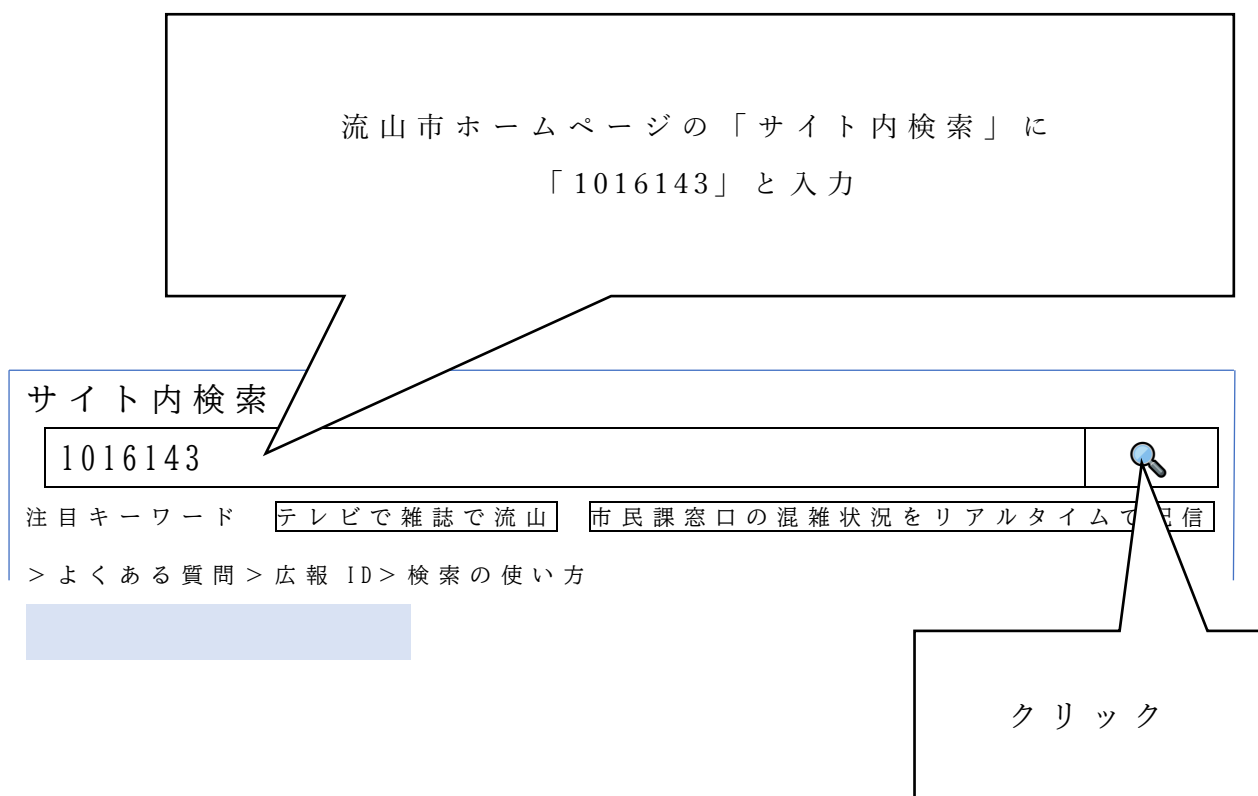 流山市ホームページの「サイト内検索」に
「1016143」と入力
サイト内検索
1016143
注目キーワード テレビで雑誌で流山 市民課窓口の混雑状況をリアルタイムで配信
>よくある質問>広報 ID>検索の使い方
クリック